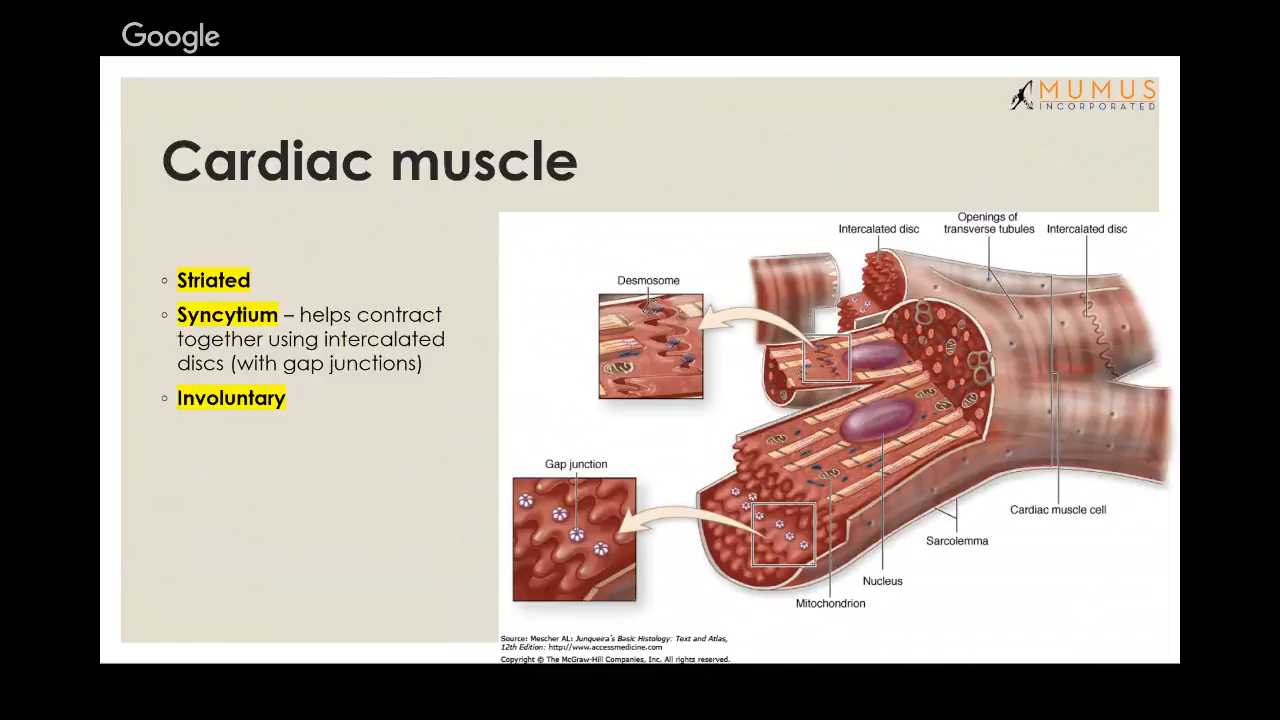 Google
MUMUS
INCORPORATED
Cardiac muscle
◦ Striated
◦ Syncytium – helps contract
together using intercalated
discs (with gap junctions)
◦ Involuntary
Openings of
transverse tubules
Intercalated disc
Intercalated disc
Desmosome
Gap junction
Cardiac muscle cell
Sarcolemma
Nucleus
Mitochondrion
Source: Mescher AL: Junqueira's Basic Histology: Text and Atlas,
12th Edition: http://www.accessmedicine.com
Copyright © The McGraw-Hill Companies, Inc. All rights reserved.